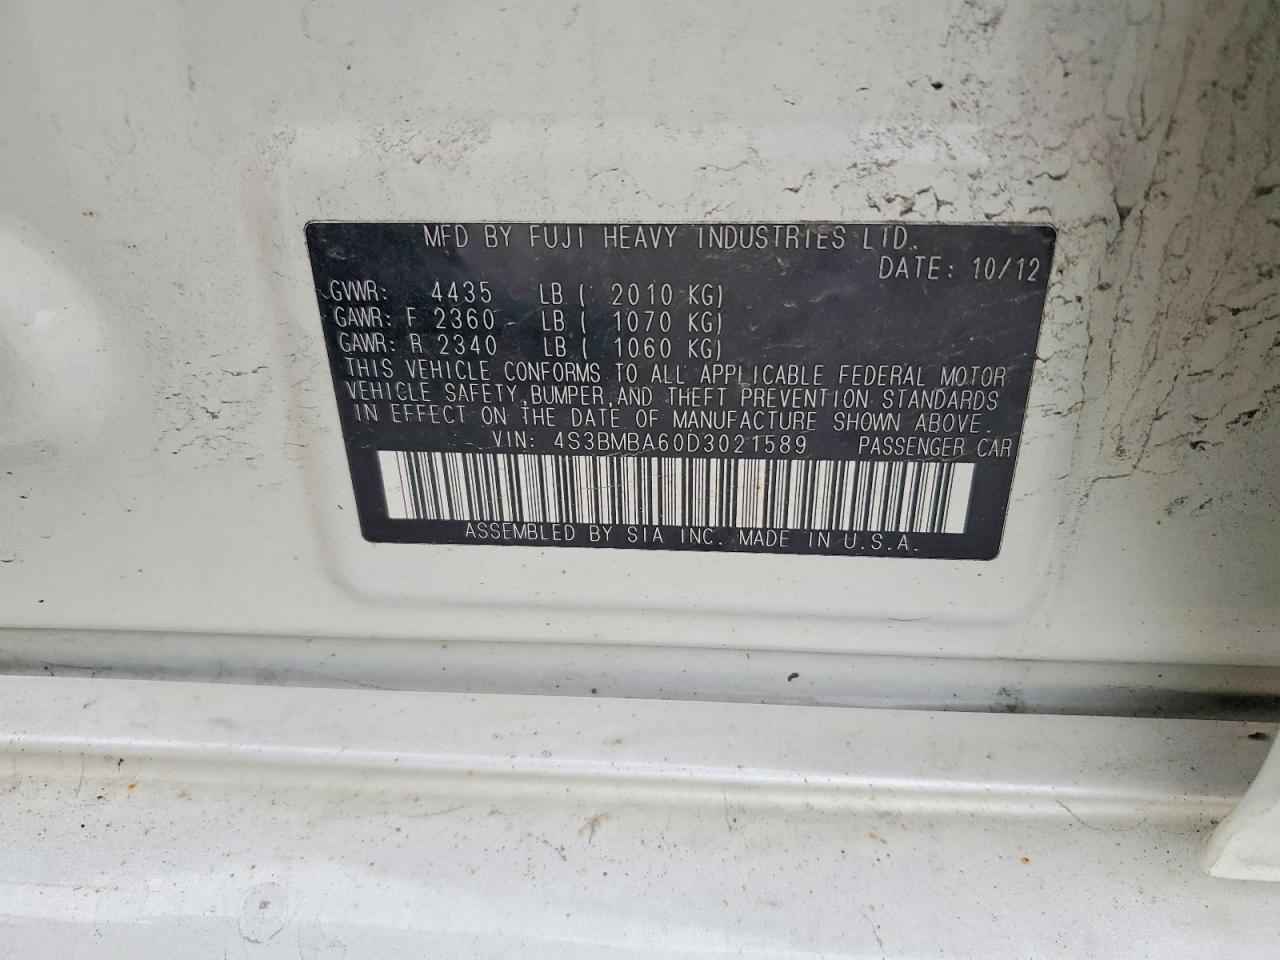 MFD BY FUJI HEAVY INDUSTRIES LTD.
DATE: 10/12
GVWR: 4435 LB ( 2010 KG)
GAWR: F 2360 LB ( 1070 KG)
GAWR: R 2340 LB ( 1060 KG)
THIS VEHICLE CONFORMS TO ALL APPLICABLE FEDERAL MOTOR
VEHICLE SAFETY,BUMPER,AND THEFT PREVENTION STANDARDS
IN EFFECT ON THE DATE OF MANUFACTURE SHOWN ABOVE.
VIN: 4S3BMBA60D3021589 PASSENGER CAR
ASSEMBLED BY SIA INC. MADE IN U.S.A.